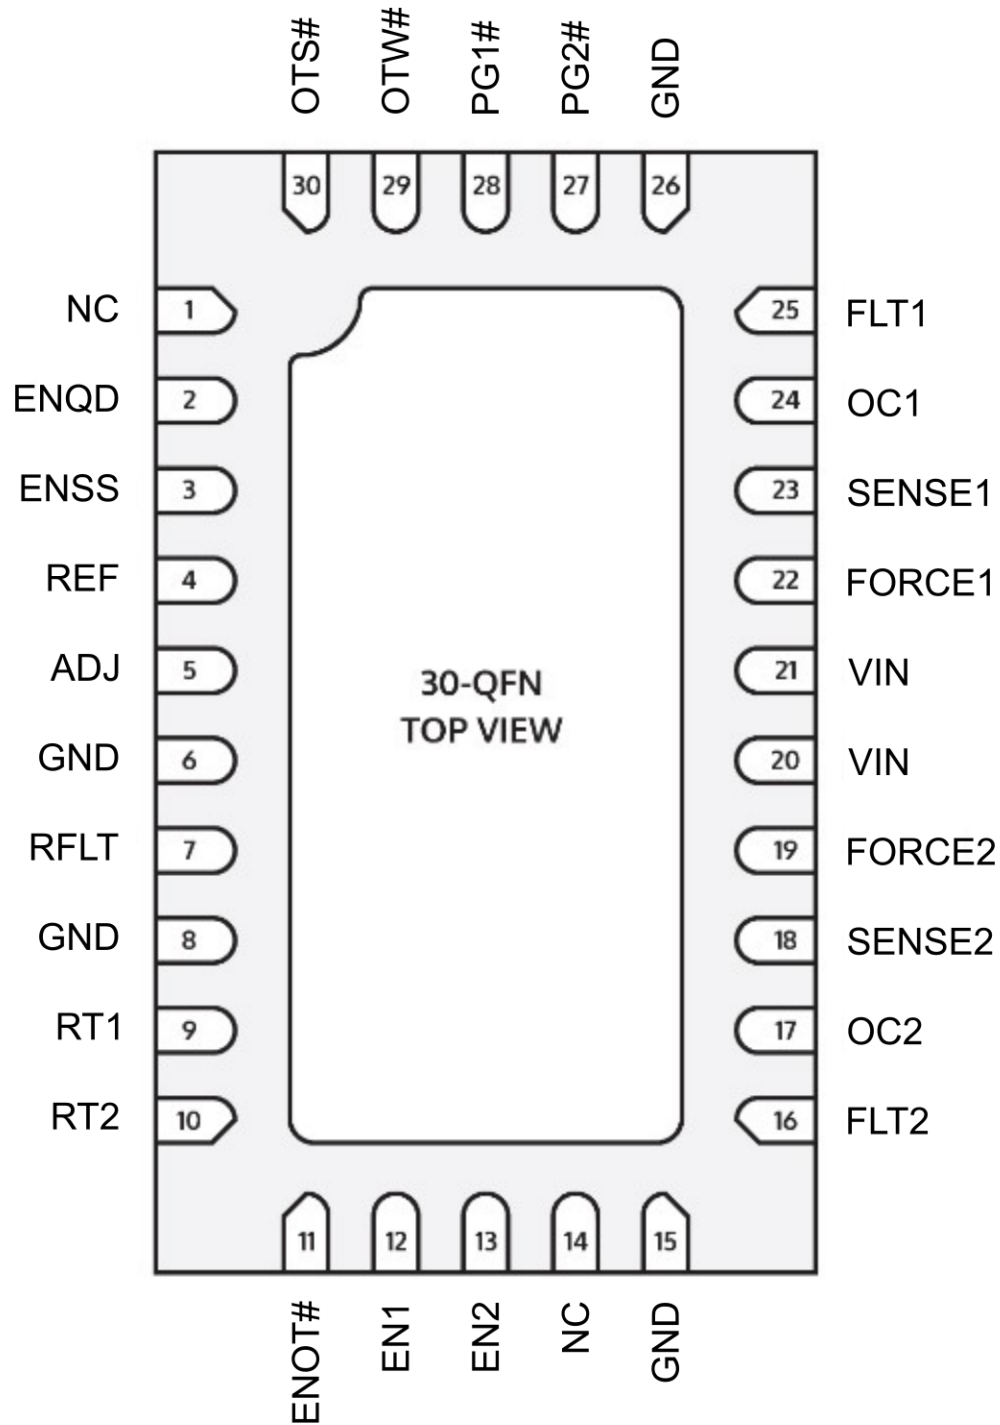 OTS#
OTW#
PG1#
PG2#
GND
30
29
28
27
26
NC 1
ENQD 2
ENSS 3
REF 4
ADJ 5
GND 6
RFLT 7
GND 8
RT1 9
RT2 10
30-QFN
TOP VIEW
25 FLT1
24 OC1
23 SENSE1
22 FORCE1
21 VIN
20 VIN
19 FORCE2
18 SENSE2
17 OC2
16 FLT2
11
12
13
14
15
ENOT#
EN1
EN2
NC
GND